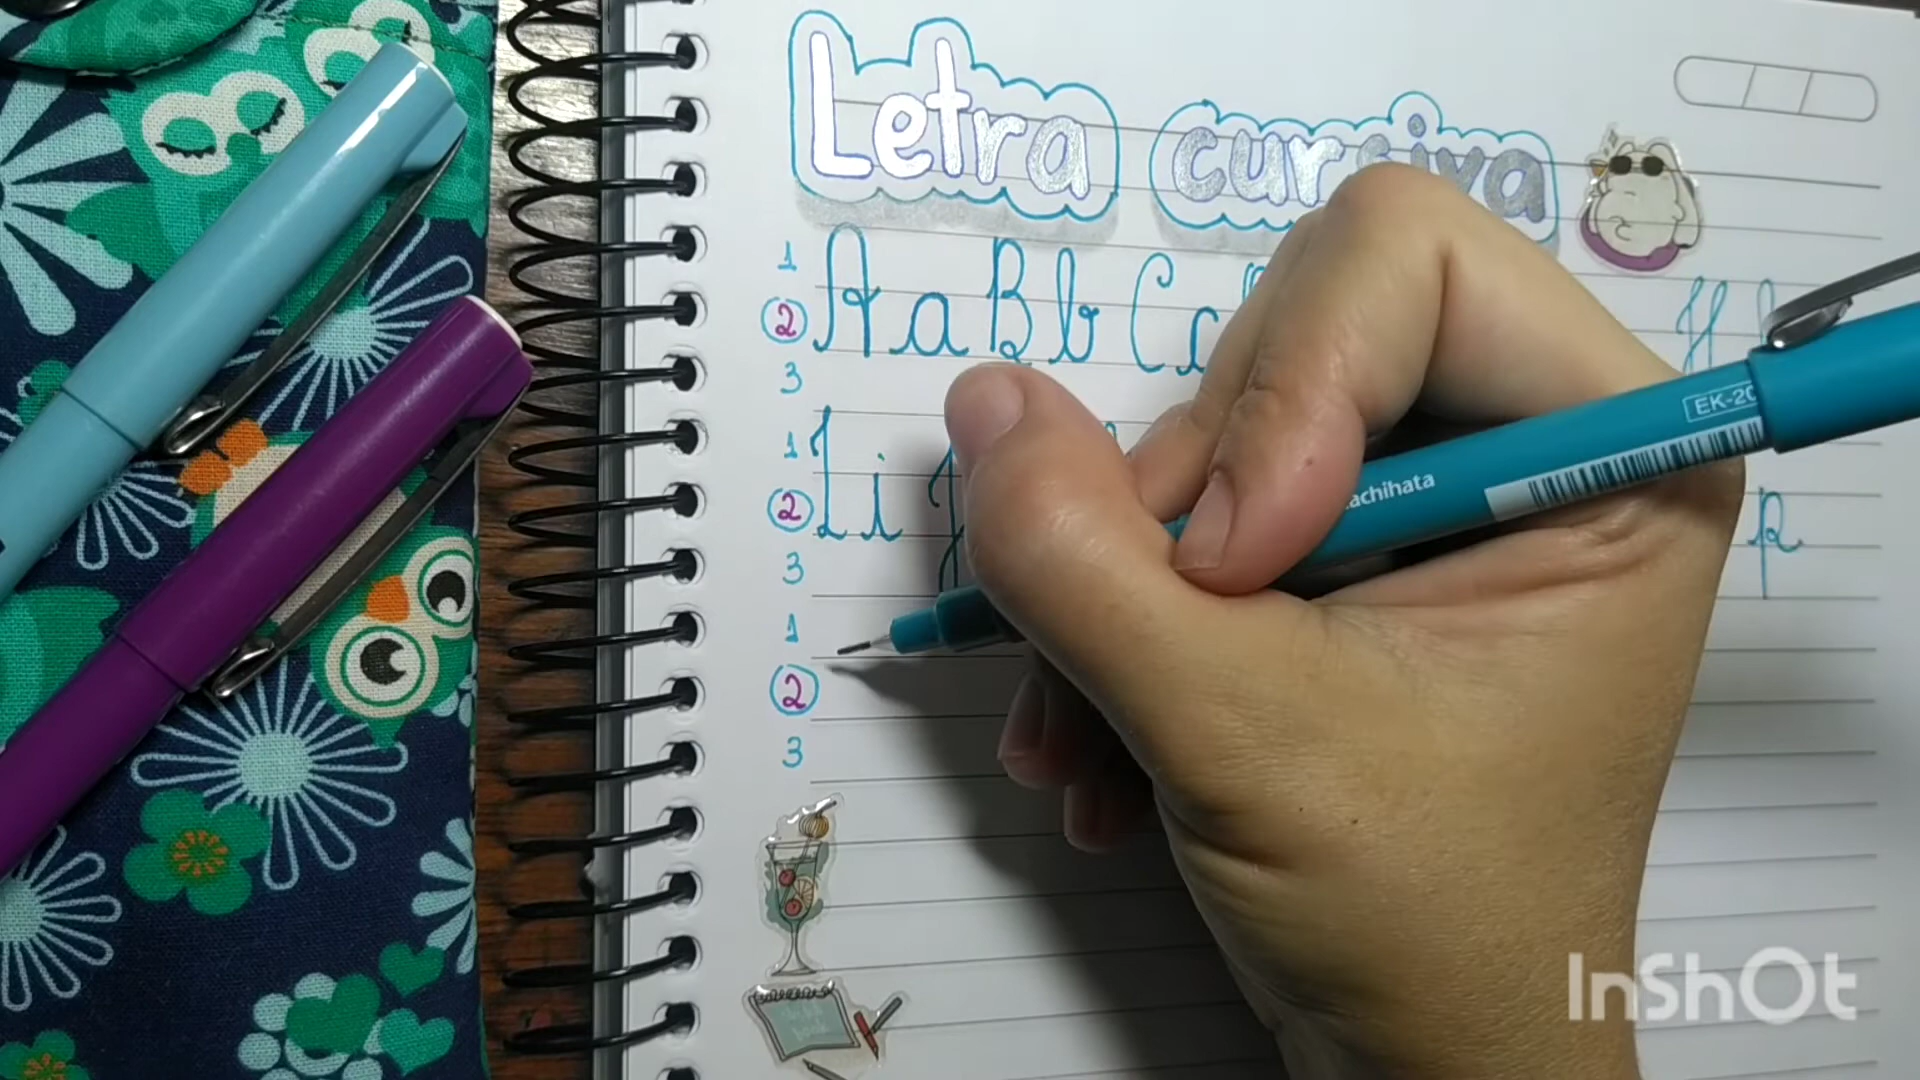 Letra cursiva
1
2 A a B b C c H
3
1
2 I i J p
3
1
2
3
EK-20
achihata
InShOt